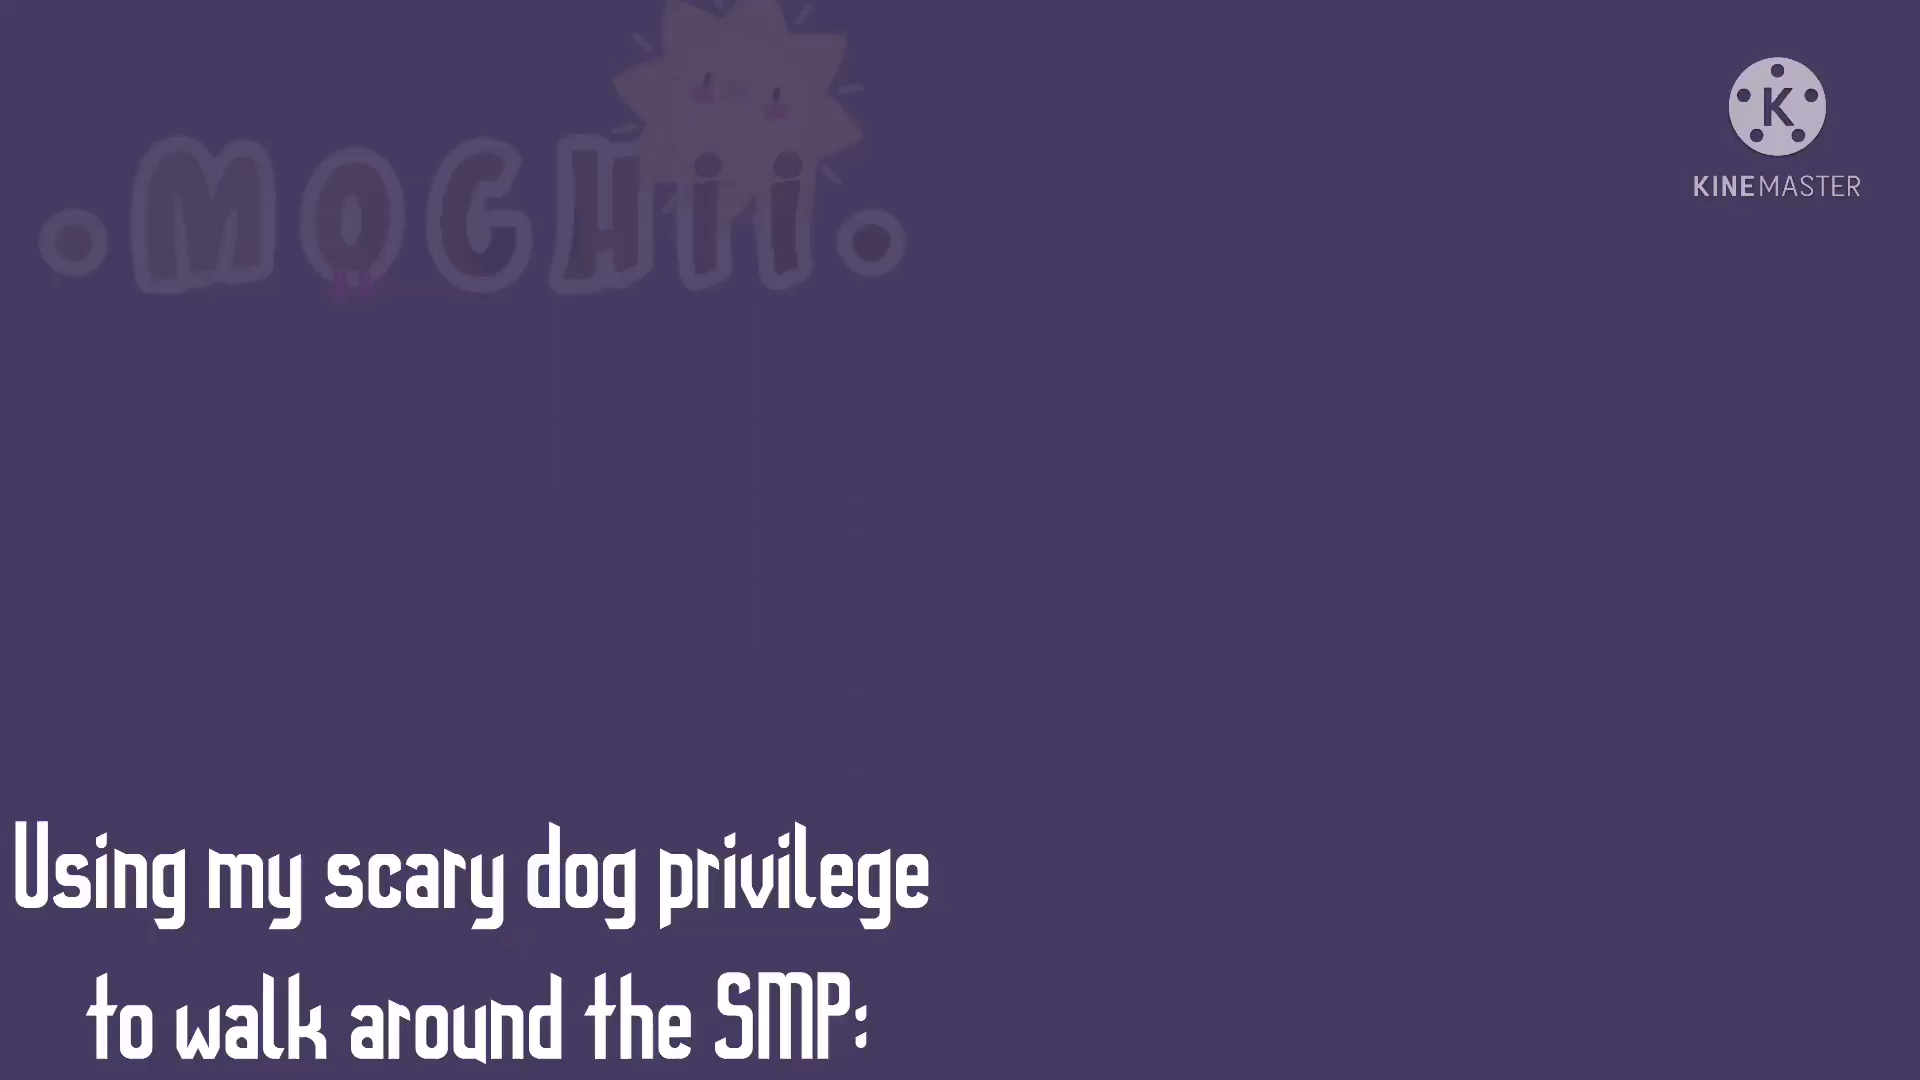 •MOCHII•
K
KINEMASTER
Using my scary dog privilege
to walk around the SMP: